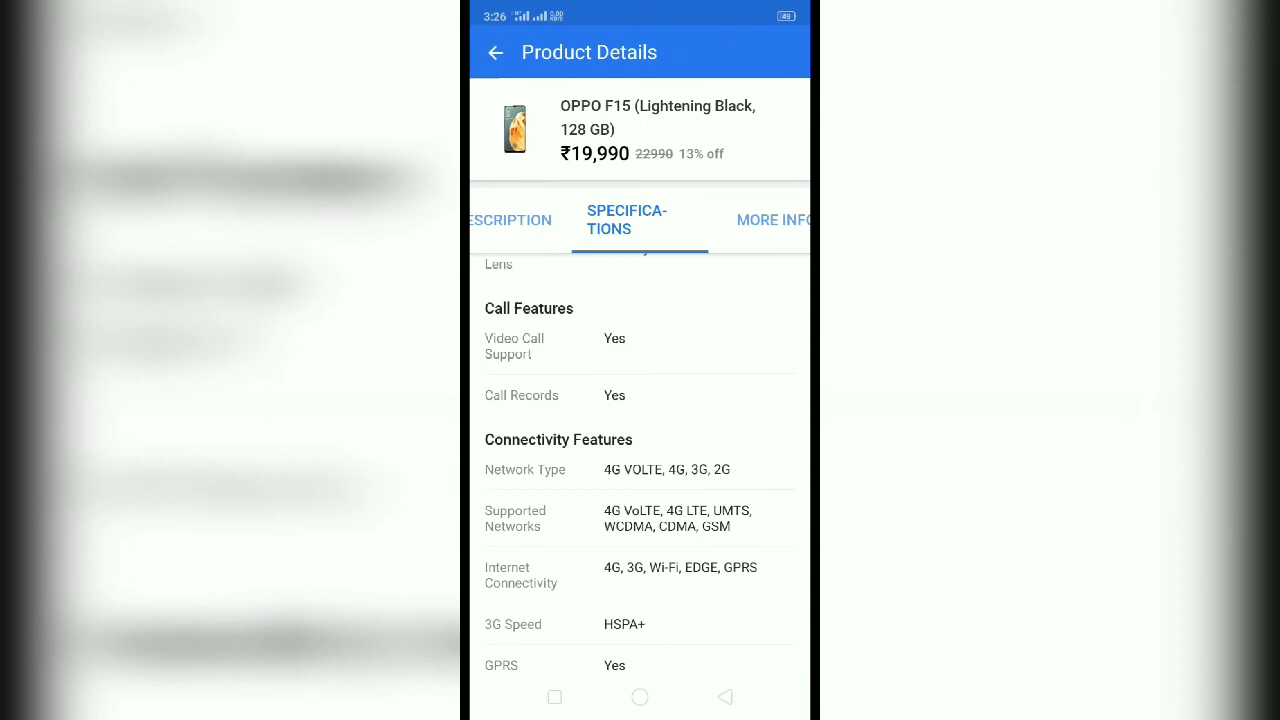 3:26
Product Details
OPPO F15 (Lightening Black,
128 GB)
₹19,990 22990 13% off
ESCRIPTION
SPECIFICA-
TIONS
MORE INFO
Lens
Call Features
Video Call
Support
Yes
Call Records
Yes
Connectivity Features
Network Type
4G VOLTE, 4G, 3G, 2G
Supported
Networks
4G VoLTE, 4G LTE, UMTS,
WCDMA, CDMA, GSM
Internet
Connectivity
4G, 3G, Wi-Fi, EDGE, GPRS
3G Speed
HSPA+
GPRS
Yes